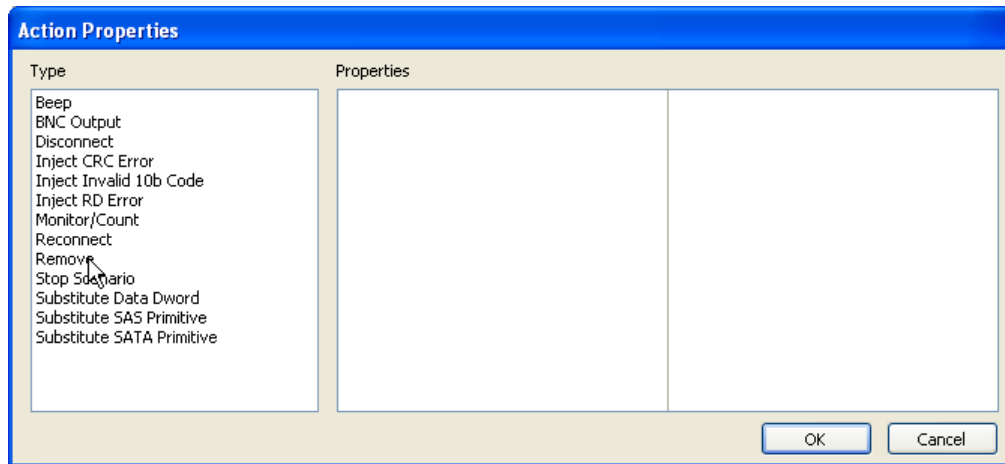 Action Properties
Type
Properties
Beep
BNC Output
Disconnect
Inject CRC Error
Inject Invalid 10b Code
Inject RD Error
Monitor/Count
Reconnect
Remove
Stop Scenario
Substitute Data Dword
Substitute SAS Primitive
Substitute SATA Primitive
OK
Cancel